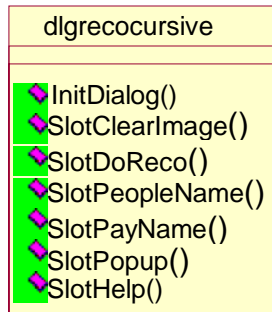 dlgrecocursive
InitDialog()
SlotClearImage()
SlotDoReco()
SlotPeopleName()
SlotPayName()
SlotPopup()
SlotHelp()